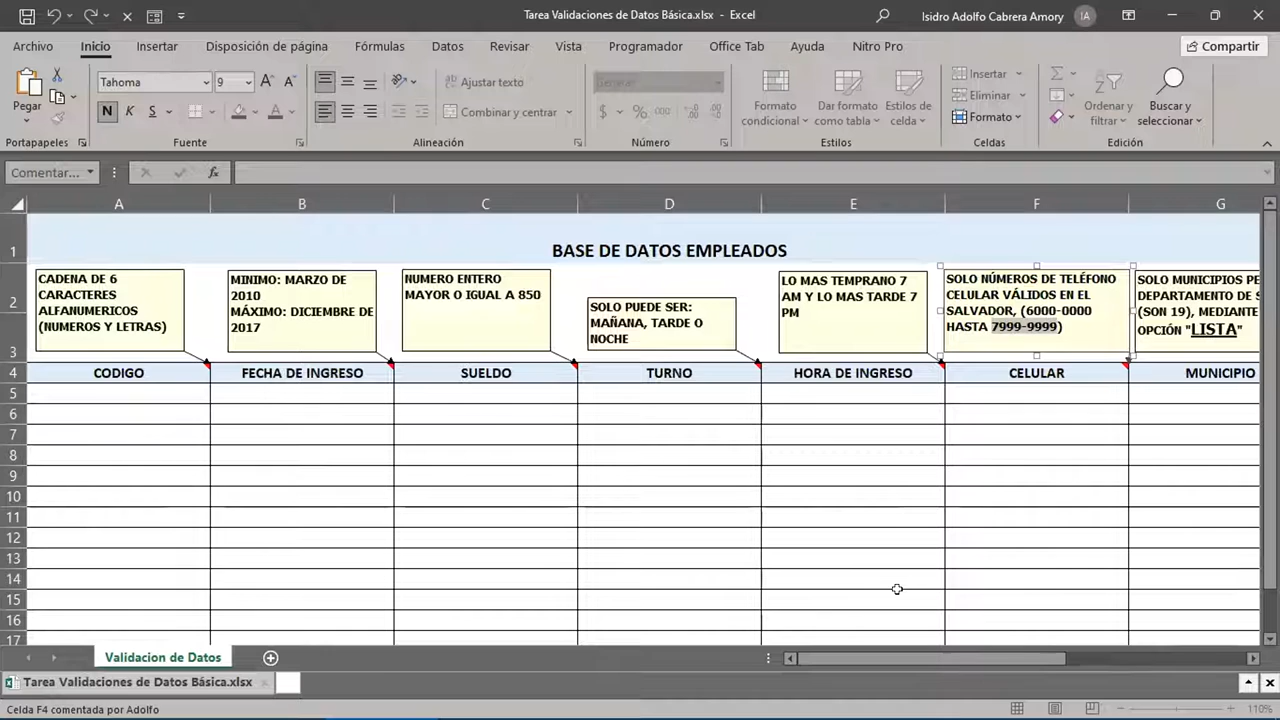 Tarea Validaciones de Datos Básica.xlsx - Excel
Isidro Adolfo Cabrera Amory
IA
Archivo
Inicio
Insertar
Disposición de página
Fórmulas
Datos
Revisar
Vista
Programador
Office Tab
Ayuda
Nitro Pro
Compartir
Pegar
Portapapeles
Tahoma
9
N
K
S
Fuente
Ajustar texto
Combinar y centrar
Alineación
General
Número
Formato condicional
Dar formato como tabla
Estilos de celda
Estilos
Insertar
Eliminar
Formato
Celdas
Ordenar y filtrar
Buscar y seleccionar
Edición
Comentar...
fx
A B C D E F G
1
BASE DE DATOS EMPLEADOS
2
CADENA DE 6
CARACTERES
ALFANUMERICOS
(NUMEROS Y LETRAS)
MINIMO: MARZO DE
2010
MÁXIMO: DICIEMBRE DE
2017
NUMERO ENTERO
MAYOR O IGUAL A 850
SOLO PUEDE SER:
MAÑANA, TARDE O
NOCHE
LO MAS TEMPRANO 7
AM Y LO MAS TARDE 7
PM
SOLO NÚMEROS DE TELÉFONO
CELULAR VÁLIDOS EN EL
SALVADOR, (6000-0000
HASTA 7999-9999)
SOLO MUNICIPIOS PE
DEPARTAMENTO DE S
(SON 19), MEDIANTE
OPCIÓN "LISTA"
3
4 CODIGO FECHA DE INGRESO SUELDO TURNO HORA DE INGRESO CELULAR MUNICIPIO
5
6
7
8
9
10
11
12
13
14
15
16
17
Validacion de Datos
Tarea Validaciones de Datos Básica.xlsx
Celda F4 comentada por Adolfo
110%